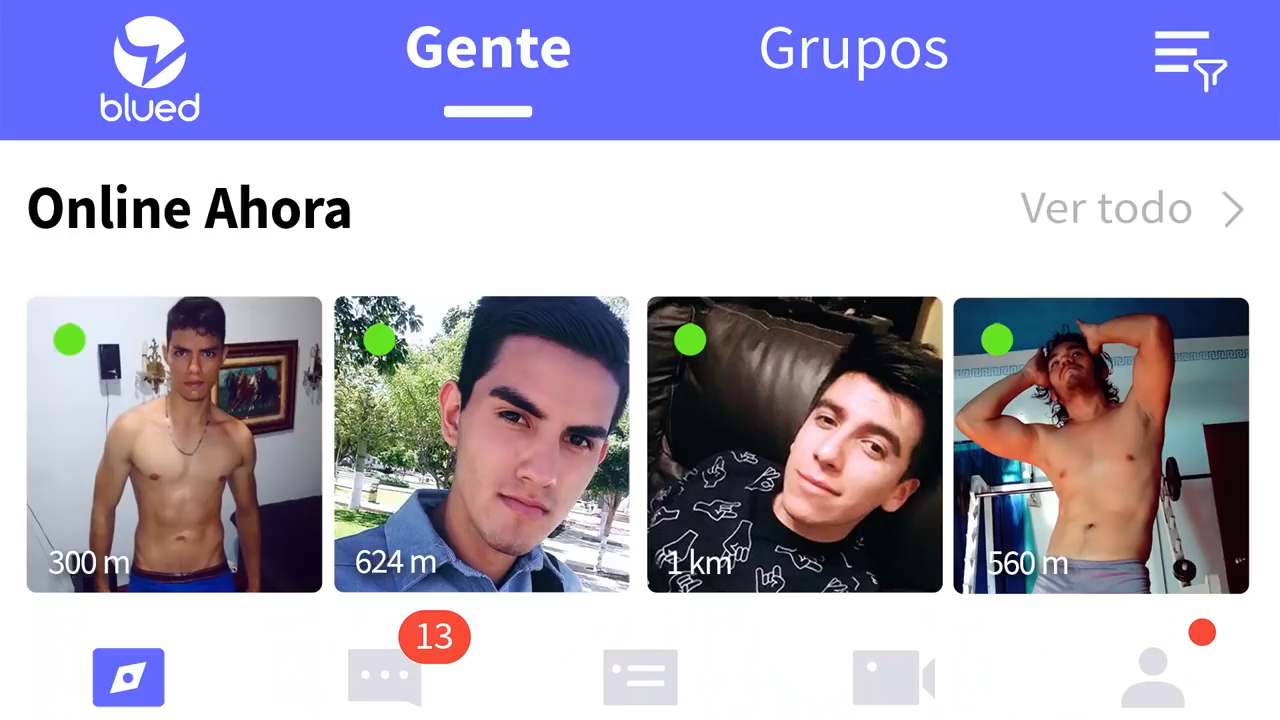 blued
Gente
Grupos
Online Ahora
Ver todo
300 m
624 m
1 km
560 m
13